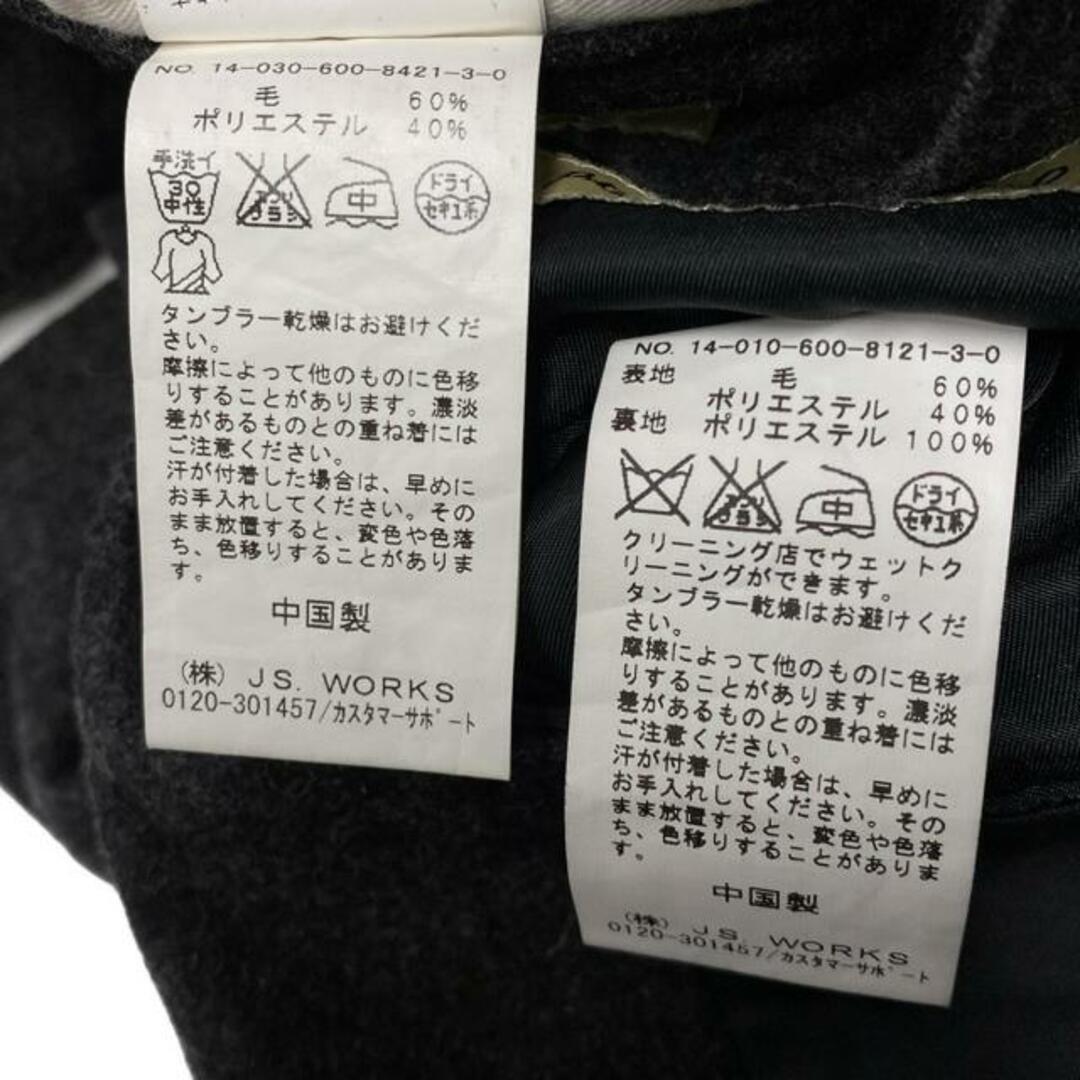 NO. 14-030-600-8421-3-0
毛 60%
ポリエステル 40%
手洗イ
30
中性
エンソ
サラシ
中
ドライ
セキユ系
タンブラー乾燥はお避けくだ
さい。
摩擦によって他のものに色移
りすることがあります。濃淡
差があるものとの重ね着には
ご注意ください。
汗が付着した場合は、早めに
お手入れしてください。その
まま放置すると、変色や色落
ち、色移りすることがありま
す。
中国製
(株) JS. WORKS
0120-301457/カスタマーサポート
NO. 14-010-600-8121-3-0
表地 毛 60%
ポリエステル 40%
裏地 ポリエステル 100%
エンソ
サラシ
中
ドライ
セキユ系
クリーニング店でウェットク
リーニングができます。
タンブラー乾燥はお避けくだ
さい。
摩擦によって他のものに色移
りすることがあります。濃淡
差があるものとの重ね着には
ご注意ください。
汗が付着した場合は、早めに
お手入れしてください。その
まま放置すると、変色や色落
ち、色移りすることがありま
す。
中国製
(株) JS. WORKS
0120-301457/カスタマーサポート